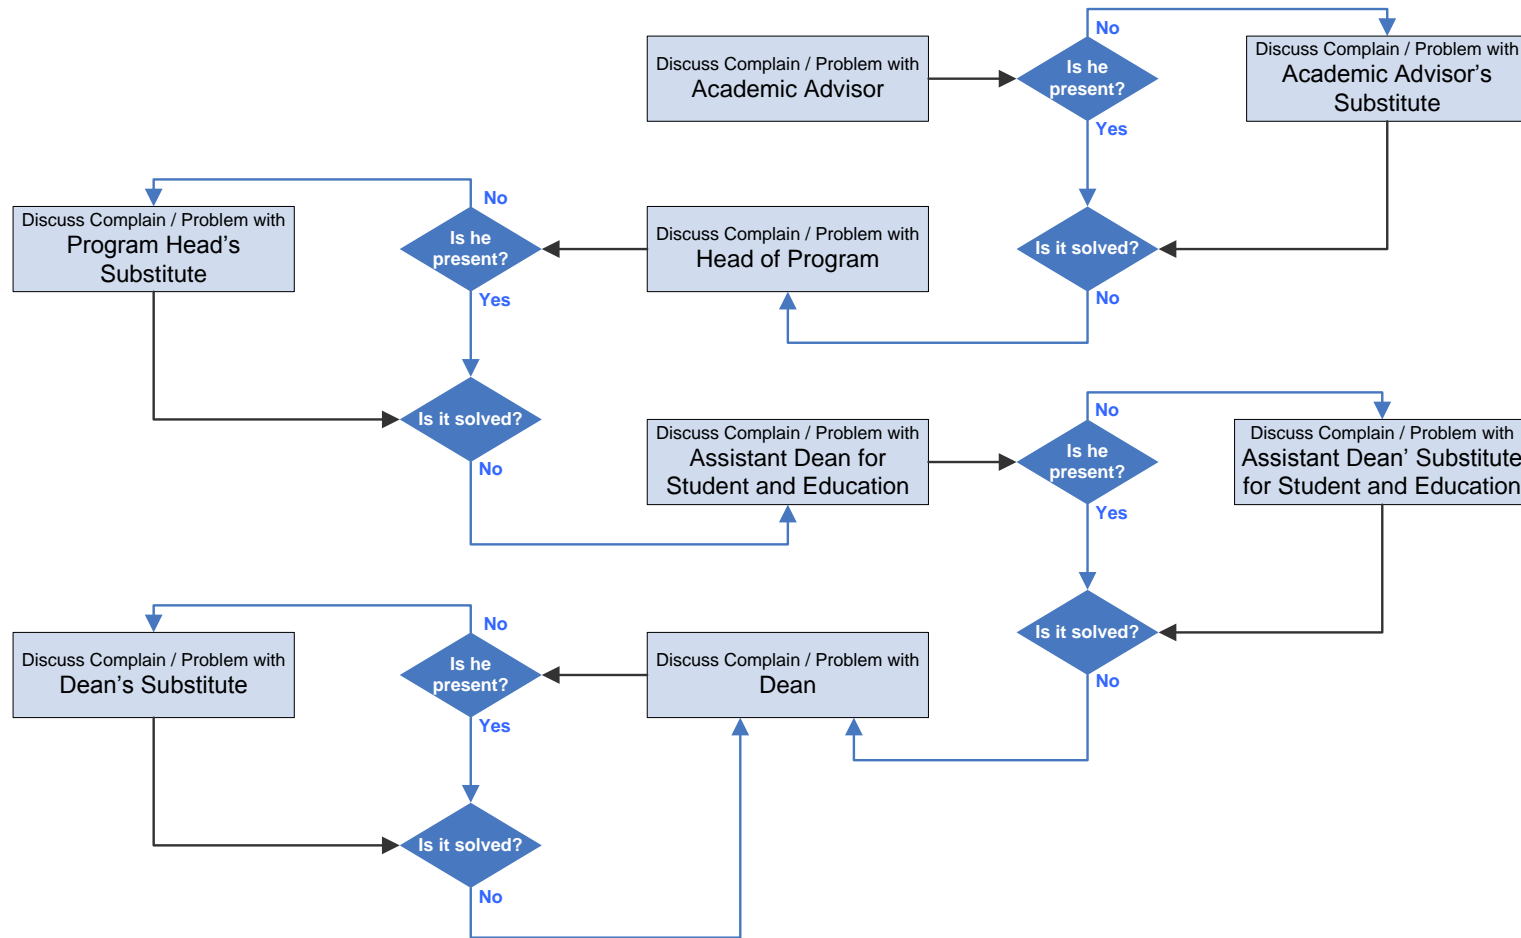 Discuss Complain / Problem with
Academic Advisor
Is he
present?
No
Yes
Discuss Complain / Problem with
Academic Advisor's
Substitute
Discuss Complain / Problem with
Program Head's
Substitute
No
Is he
present?
Yes
Discuss Complain / Problem with
Head of Program
Is it solved?
No
Is it solved?
No
Discuss Complain / Problem with
Assistant Dean for
Student and Education
No
Is he
present?
Yes
Discuss Complain / Problem with
Assistant Dean' Substitute
for Student and Education
Discuss Complain / Problem with
Dean's Substitute
No
Is he
present?
Yes
Discuss Complain / Problem with
Dean
Is it solved?
No
Is it solved?
No